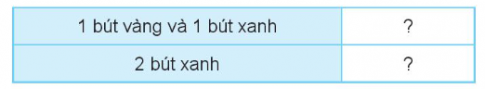 1 bút vàng và 1 bút xanh ?
2 bút xanh ?